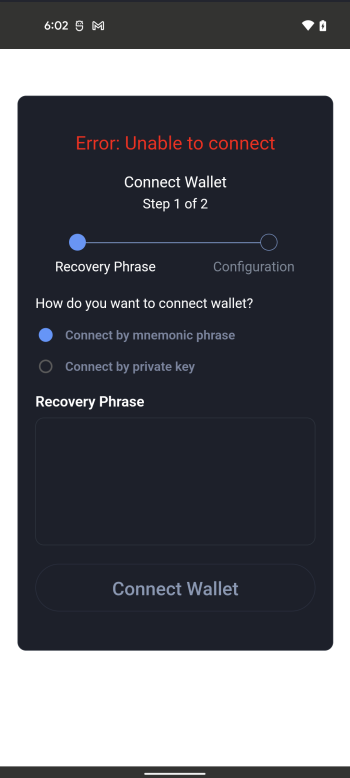 6:02
Error: Unable to connect
Connect Wallet
Step 1 of 2
Recovery Phrase
Configuration
How do you want to connect wallet?
Connect by mnemonic phrase
Connect by private key
Recovery Phrase
Connect Wallet